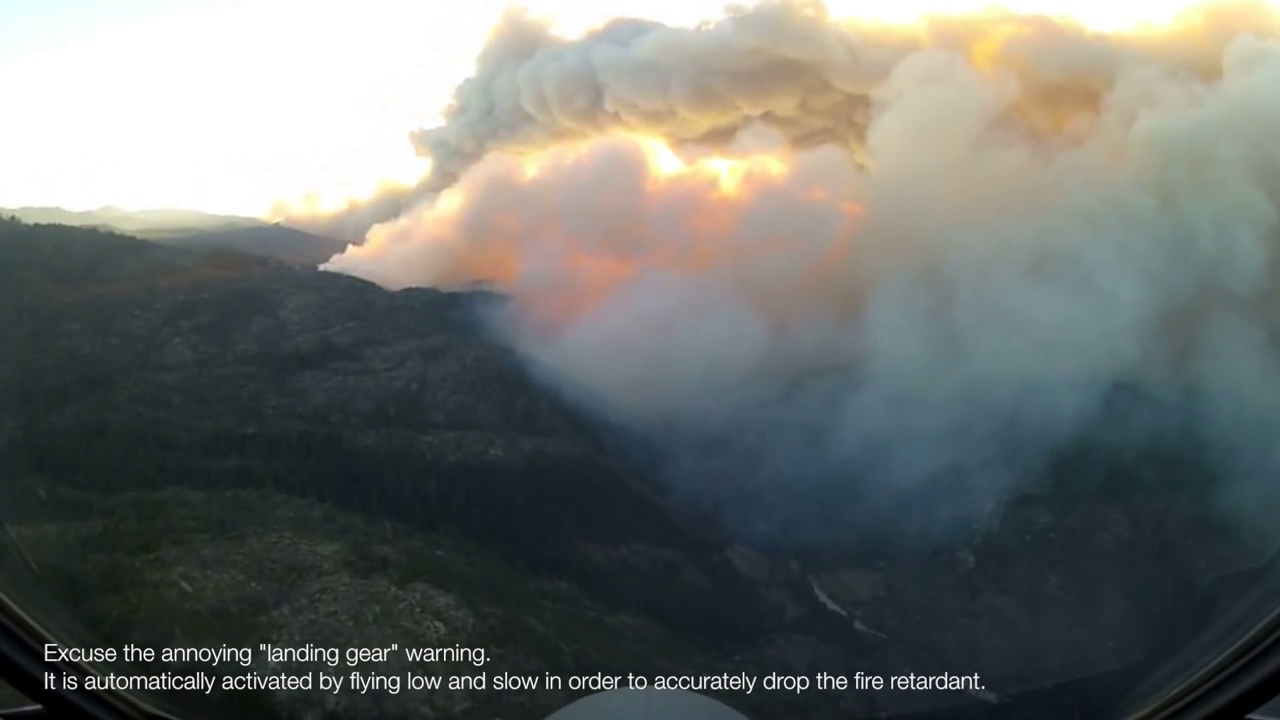 Excuse the annoying "landing gear" warning.
It is automatically activated by flying low and slow in order to accurately drop the fire retardant.